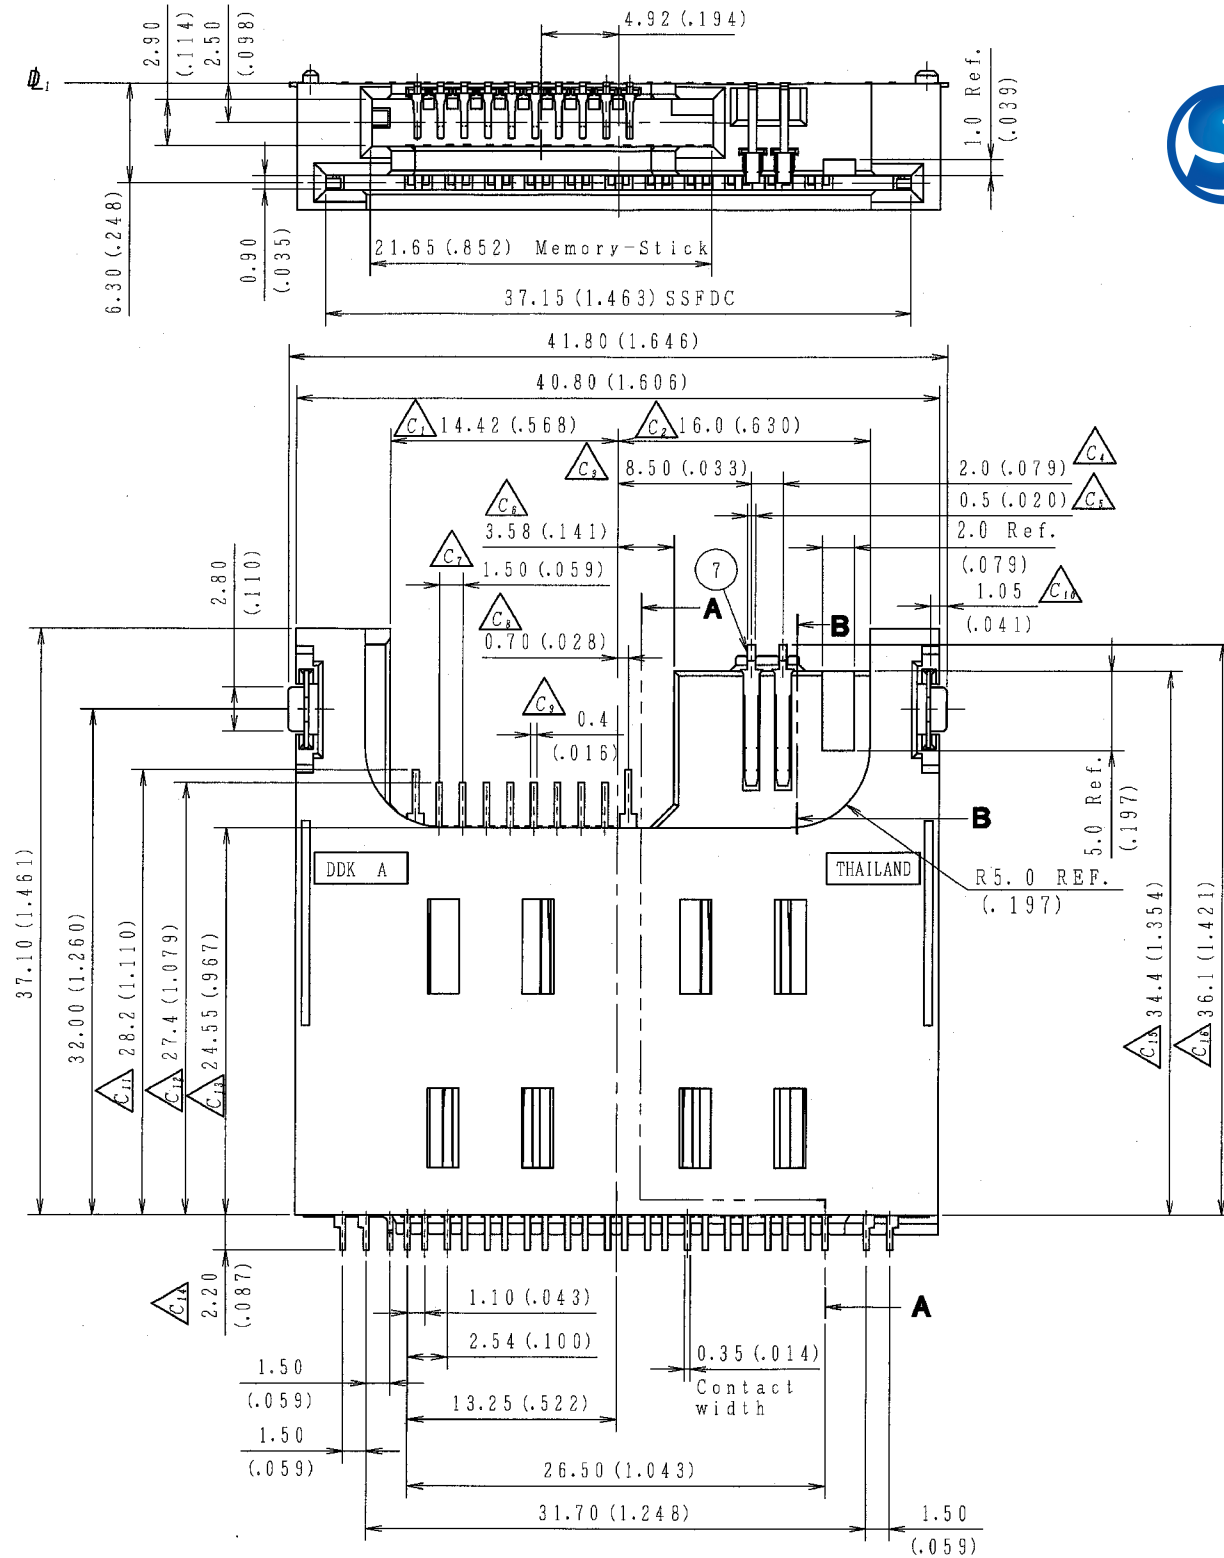 4.92 (.194)
2.90
(.114)
2.50
(.098)
1.0 Ref.
(.039)
6.30 (.248)
0.90
(.035)
21.65 (.852) Memory-Stick
37.15 (1.463) SSFDC
41.80 (1.646)
40.80 (1.606)
C1 14.42 (.568)
C2 16.0 (.630)
C3 8.50 (.033)
2.0 (.079) C4
0.5 (.020) C5
C6
3.58 (.141)
2.0 Ref.
(.079)
C7
1.50 (.059)
7
2.80
(.110)
1.05 C10
(.041)
C8
0.70 (.028)
A
B
C9
0.4
(.016)
B
5.0 Ref.
(.197)
DDK A
THAILAND
R5.0 REF.
(.197)
37.10 (1.461)
32.00 (1.260)
C11 28.2 (1.110)
C12 27.4 (1.079)
C13 24.55 (.967)
C15 34.4 (1.354)
C16 36.1 (1.421)
C14 2.20
(.087)
1.10 (.043)
A
2.54 (.100)
0.35 (.014)
Contact
width
1.50
(.059)
13.25 (.522)
1.50
(.059)
26.50 (1.043)
31.70 (1.248)
1.50
(.059)